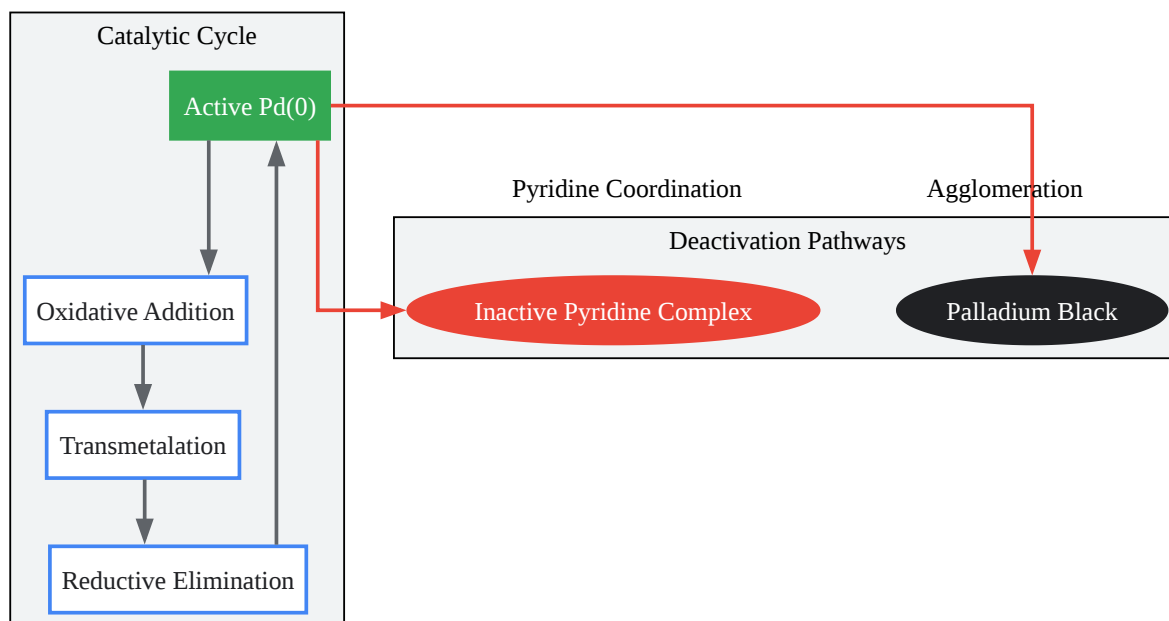 Catalytic Cycle
Active Pd(0)
Oxidative Addition
Transmetalation
Reductive Elimination
Pyridine Coordination
Agglomeration
Deactivation Pathways
Inactive Pyridine Complex
Palladium Black